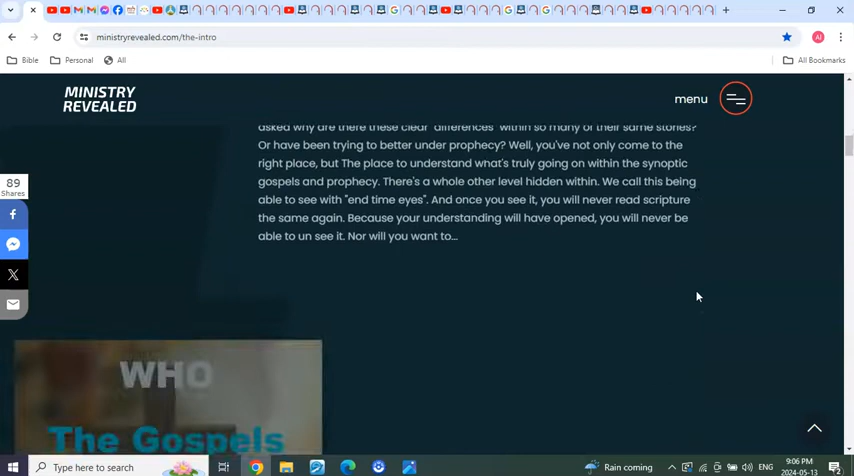 ministryrevealed.com/the-intro
AI
Bible
Personal
All
All Bookmarks
MINISTRY
REVEALED
menu
asked why are there these clear "differences" within so many of their same stories?
Or have been trying to better under prophecy? Well, you've not only come to the
right place, but The place to understand what's truly going on within the synoptic
gospels and prophecy. There's a whole other level hidden within. We call this being
able to see with "end time eyes". And once you see it, you will never read scripture
the same again. Because your understanding will have opened, you will never be
able to un see it. Nor will you want to...
89
Shares
WHO
The Gospels
Type here to search
Rain coming
ENG
9:06 PM
2024-05-13
2